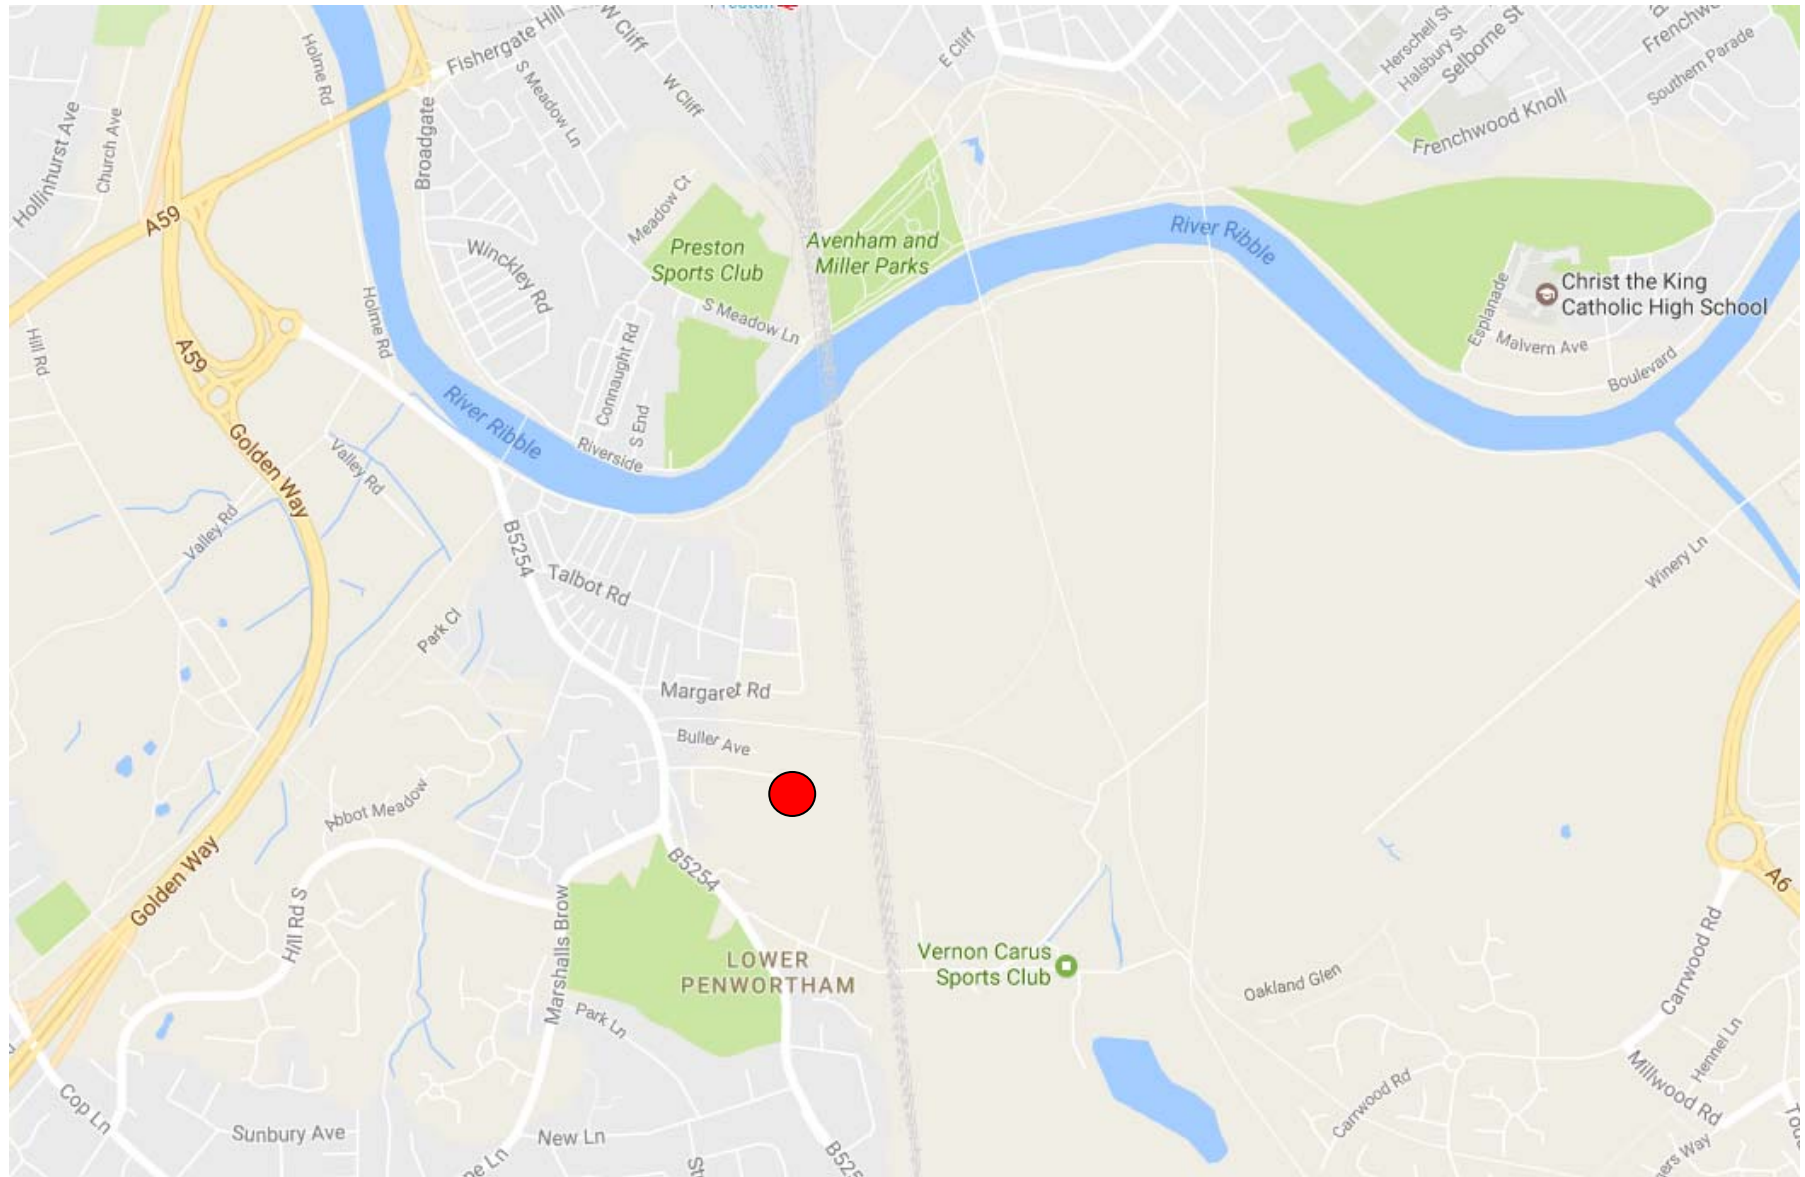 Preston
Fishergate Hill
W Cliff
E Cliff
Herschell St
Halsbury St
Selborne St
Southern Parade
Holme Rd
S Meadow Ln
W Cliff
Hollinhurst Ave
Church Ave
Broadgate
Frenchwood Knoll
A59
Meadow Ct
Winckley Rd
Preston
Sports Club
Avenham and
Miller Parks
River Ribble
Christ the King
Catholic High School
Esplanade
Malvern Ave
Boulevard
Holme Rd
Hill Rd
A59
S Meadow Ln
Connaught Rd
S End
River Ribble
Riverside
Golden Way
Valley Rd
Valley Rd
B5254
Talbot Rd
Winery Ln
Park Cl
Margaret Rd
Buller Ave
Abbot Meadow
Golden Way
B5254
A6
Hill Rd S
Marshalls Brow
LOWER
PENWORTHAM
Vernon Carus
Sports Club
Oakland Glen
Carrwood Rd
Park Ln
Hennel Ln
Millwood Rd
Carrwood Rd
Cop Ln
Sunbury Ave
New Ln